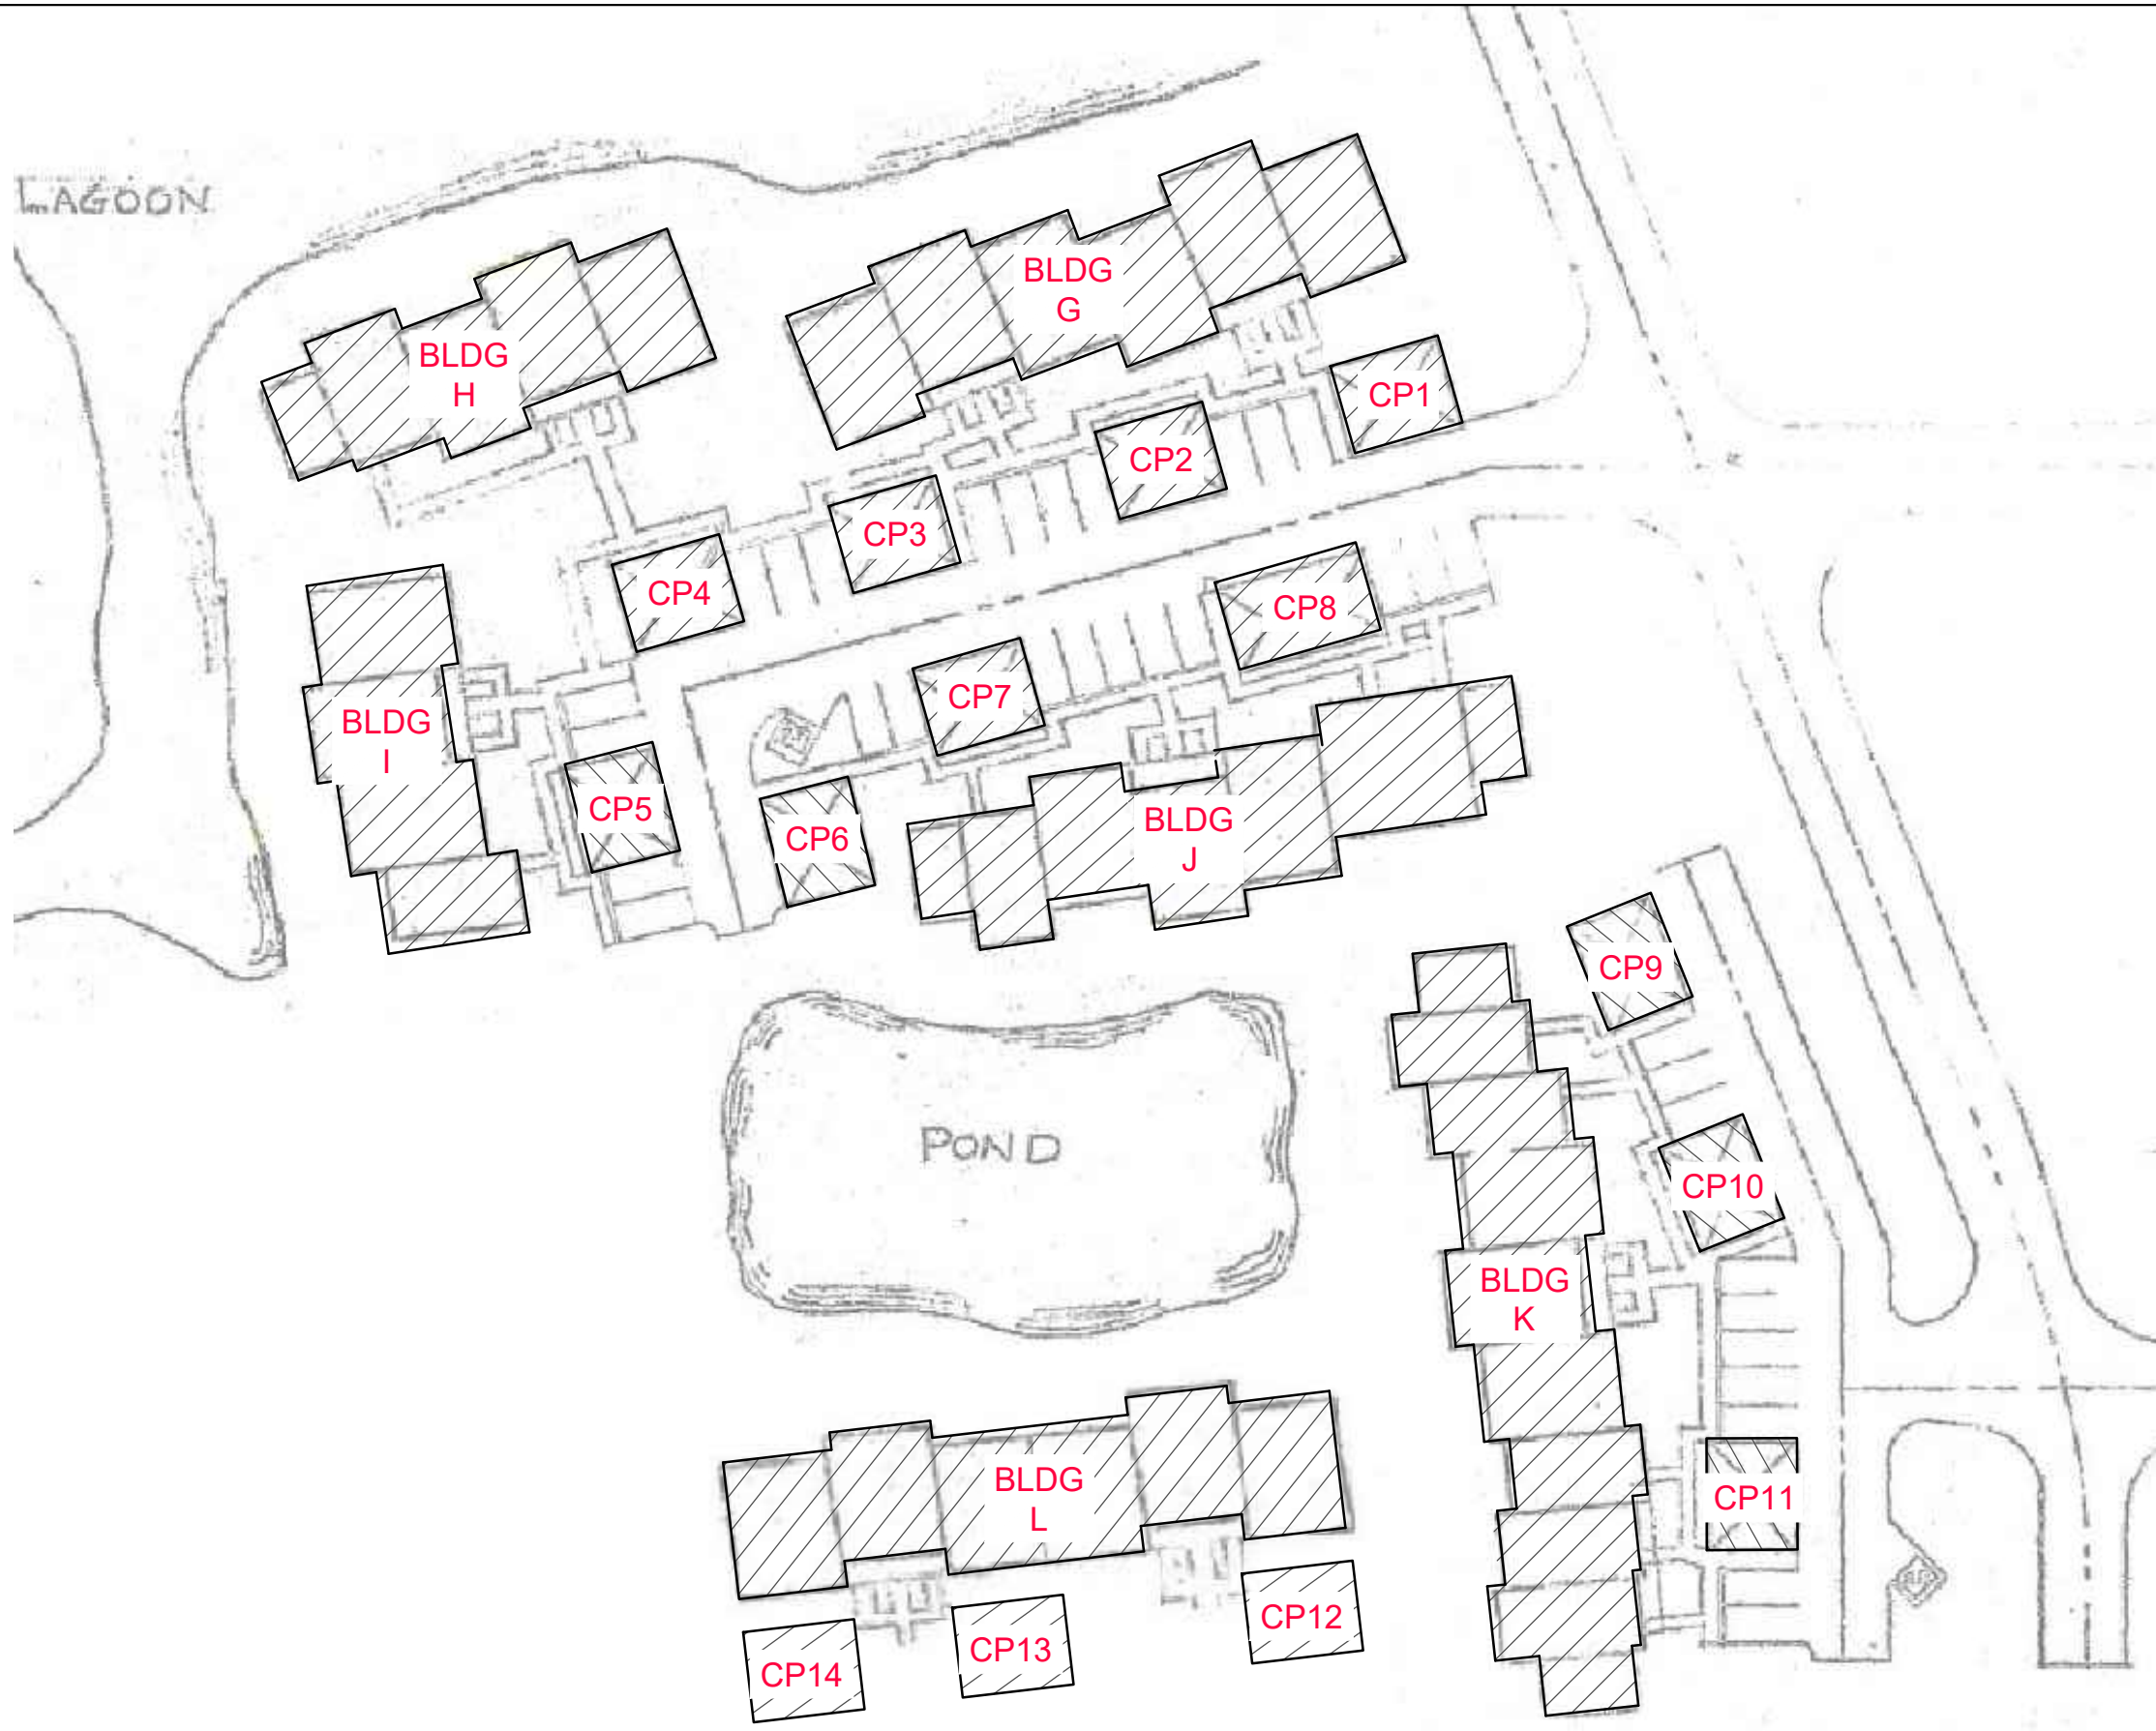 LAGOON
BLDG
G
BLDG
H
CP1
CP2
CP3
CP4
CP8
CP7
BLDG
I
CP5
CP6
BLDG
J
CP9
POND
CP10
BLDG
K
BLDG
L
CP11
CP12
CP13
CP14